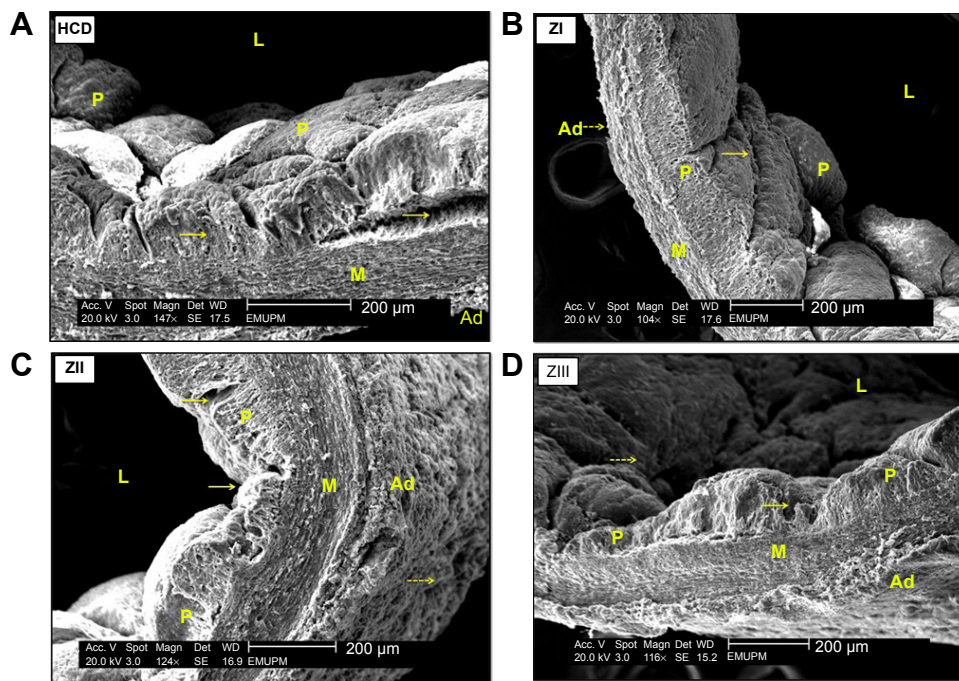 A
HCD
L
P
P
M
Acc. V Spot Magn Det WD
20.0 kV 3.0 147× SE 17.5 EMUPM
200 µm
Ad
B
ZI
L
Ad
P
P
M
Acc. V Spot Magn Det WD
20.0 kV 3.0 104× SE 17.6 EMUPM
200 µm
C
ZII
P
L
M
Ad
P
Acc. V Spot Magn Det WD
20.0 kV 3.0 124× SE 16.9 EMUPM
200 µm
D
ZIII
L
P
P
M
Ad
Acc. V Spot Magn Det WD
20.0 kV 3.0 116× SE 15.2 EMUPM
200 µm